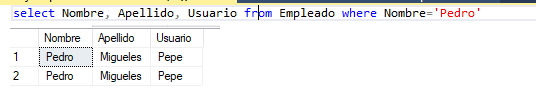 select Nombre, Apellido, Usuario from Empleado where Nombre='Pedro'
Nombre Apellido Usuario
1 Pedro Migueles Pepe
2 Pedro Migueles Pepe